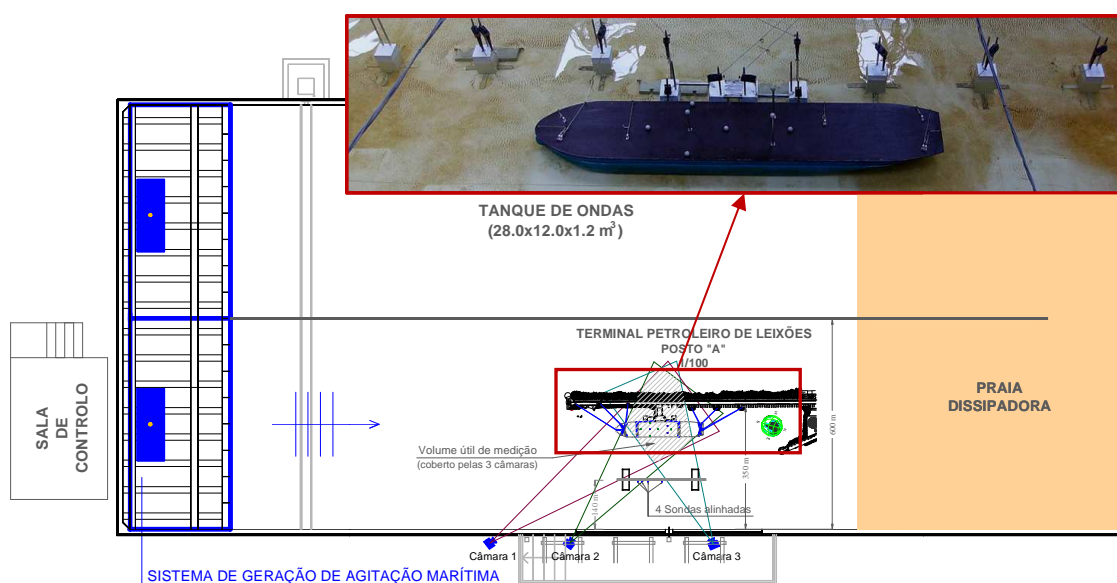 TANQUE DE ONDAS
(28.0x12.0x1.2 m³)
TERMINAL PETROLEIRO DE LEIXÕES
POSTO "A"
1/100
SALA
DE
CONTROLO
PRAIA
DISSIPADORA
600 m
350 m
140 m
Volume útil de medição
(coberto pelas 3 câmaras)
4 Sondas alinhadas
Câmara 1
Câmara 2
Câmara 3
SISTEMA DE GERAÇÃO DE AGITAÇÃO MARÍTIMA